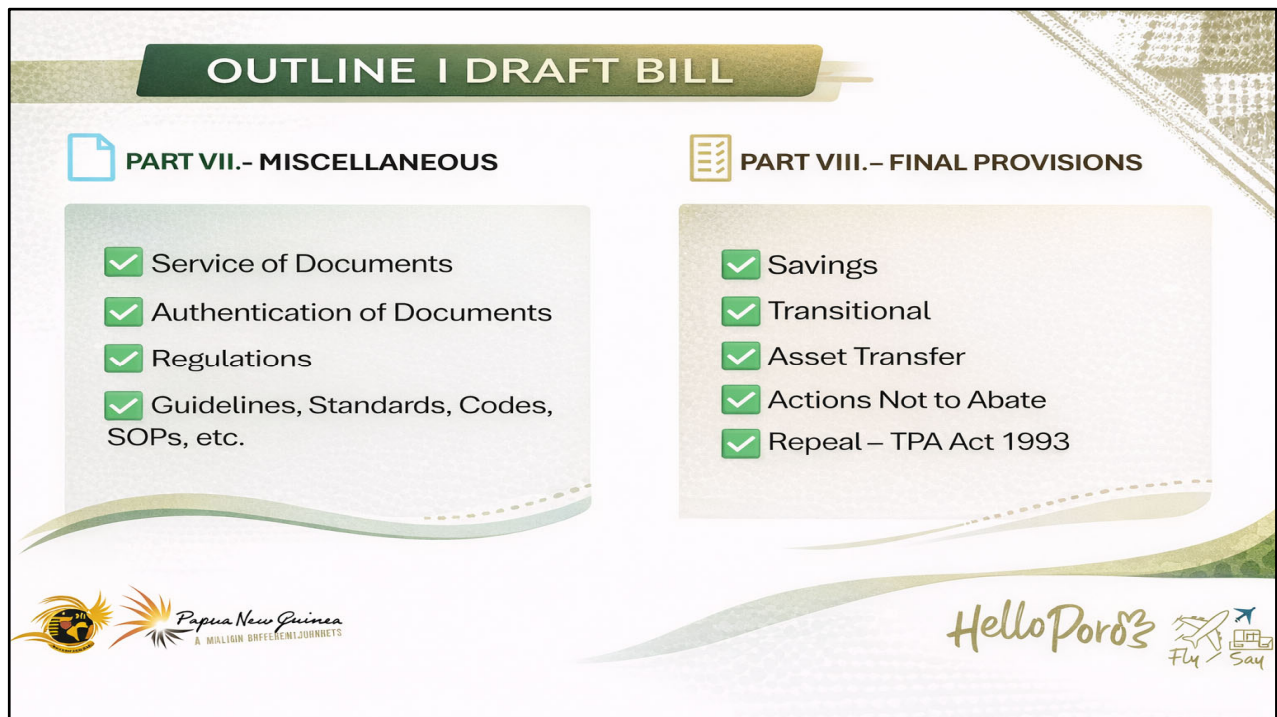 OUTLINE I DRAFT BILL
PART VII.- MISCELLANEOUS
Service of Documents
Authentication of Documents
Regulations
Guidelines, Standards, Codes,
SOPs, etc.
PART VIII.– FINAL PROVISIONS
Savings
Transitional
Asset Transfer
Actions Not to Abate
Repeal – TPA Act 1993
Papua New Guinea
A
HelloPoro
Fly Say